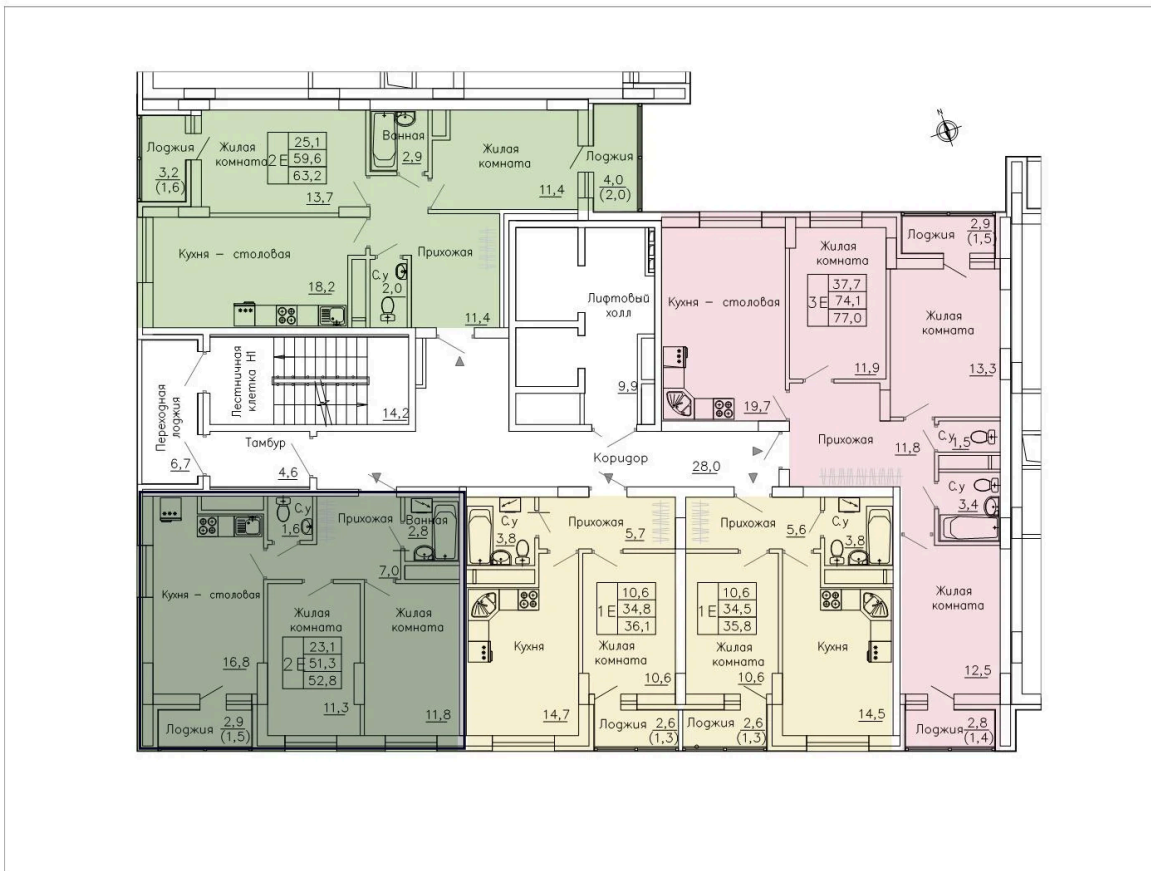 N
Лоджия
3,2
(1,6)
Жилая
комната
2 Е
25,1
59,6
63,2
13,7
Ванная
2,9
Жилая
комната
11,4
Лоджия
4,0
(2,0)
Кухня – столовая
18,2
С.у
2,0
Прихожая
11,4
Лифтовый
холл
9,9
Кухня – столовая
19,7
Жилая
комната
3 Е
37,7
74,1
77,0
11,9
Лоджия
2,9
(1,5)
Жилая
комната
13,3
Переходная
лоджия
6,7
Лестничная
клетка Н1
14,2
Тамбур
4,6
Коридор
28,0
Прихожая
11,8
С.у
1,5
С.у
3,4
Жилая
комната
12,5
Лоджия
2,8
(1,4)
С.у
1,6
Прихожая
7,0
Ванная
2,8
Кухня – столовая
16,8
Жилая
комната
2 Е
23,1
51,3
52,8
11,3
Жилая
комната
11,8
Лоджия
2,9
(1,5)
С.у
3,8
Прихожая
5,7
Кухня
14,7
1 Е
10,6
34,8
36,1
Жилая
комната
10,6
Лоджия
2,6
(1,3)
Прихожая
5,6
С.у
3,8
1 Е
10,6
34,5
35,8
Жилая
комната
10,6
Кухня
14,5
Лоджия
2,6
(1,3)